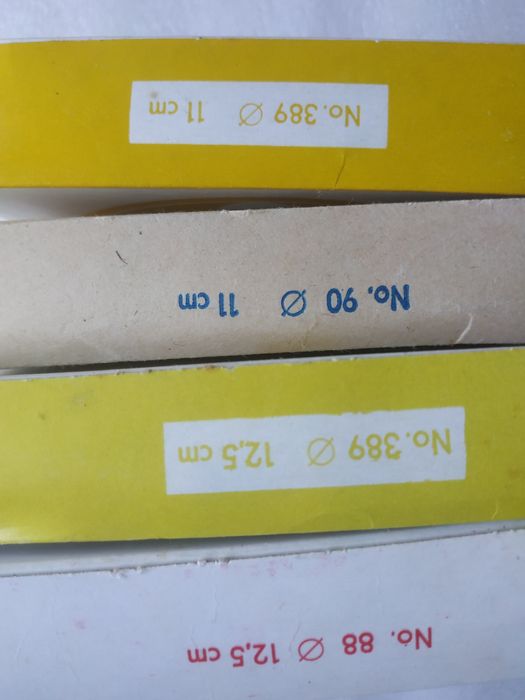 No. 389 Ø 11 cm
No. 90 Ø 11 cm
No. 389 Ø 12,5 cm
No. 88 Ø 12,5 cm